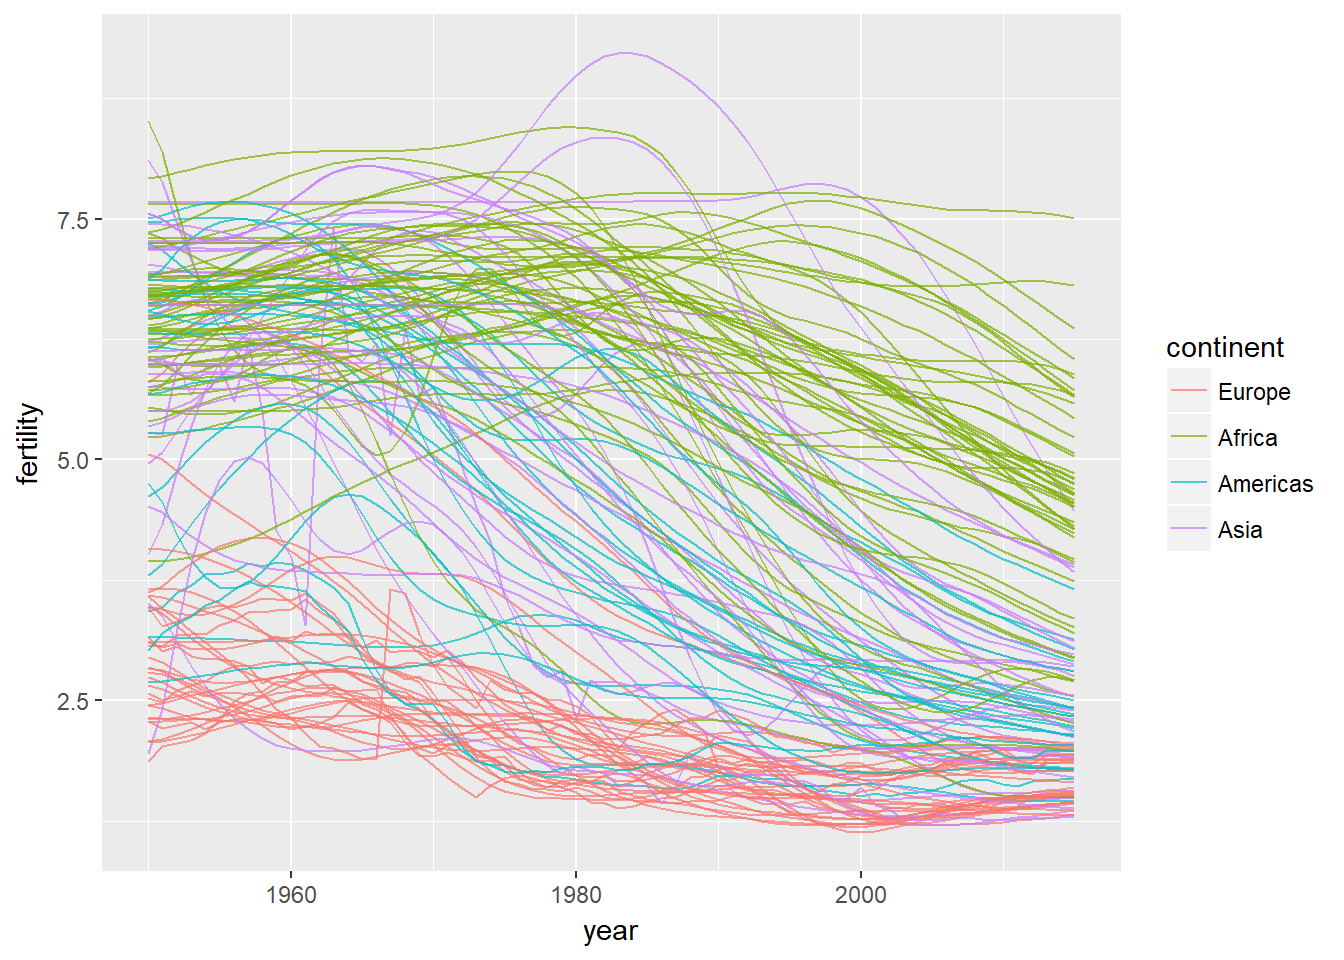 fertility
7.5
5.0
2.5
1960
1980
2000
year
continent
Europe
Africa
Americas
Asia